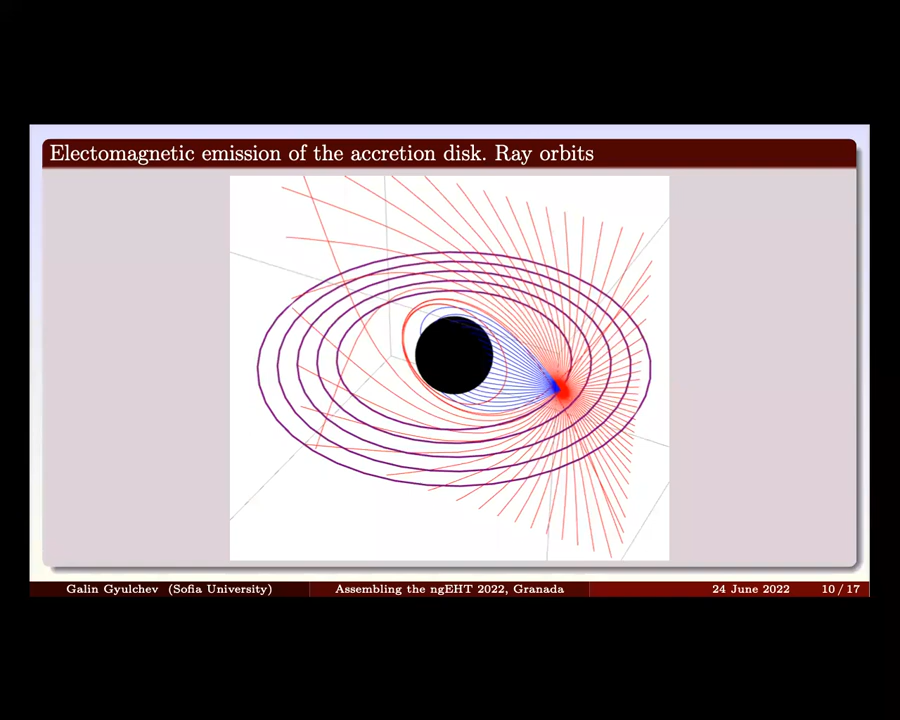 Electomagnetic emission of the accretion disk. Ray orbits
Galin Gyulchev (Sofia University) Assembling the ngEHT 2022, Granada 24 June 2022 10 / 17